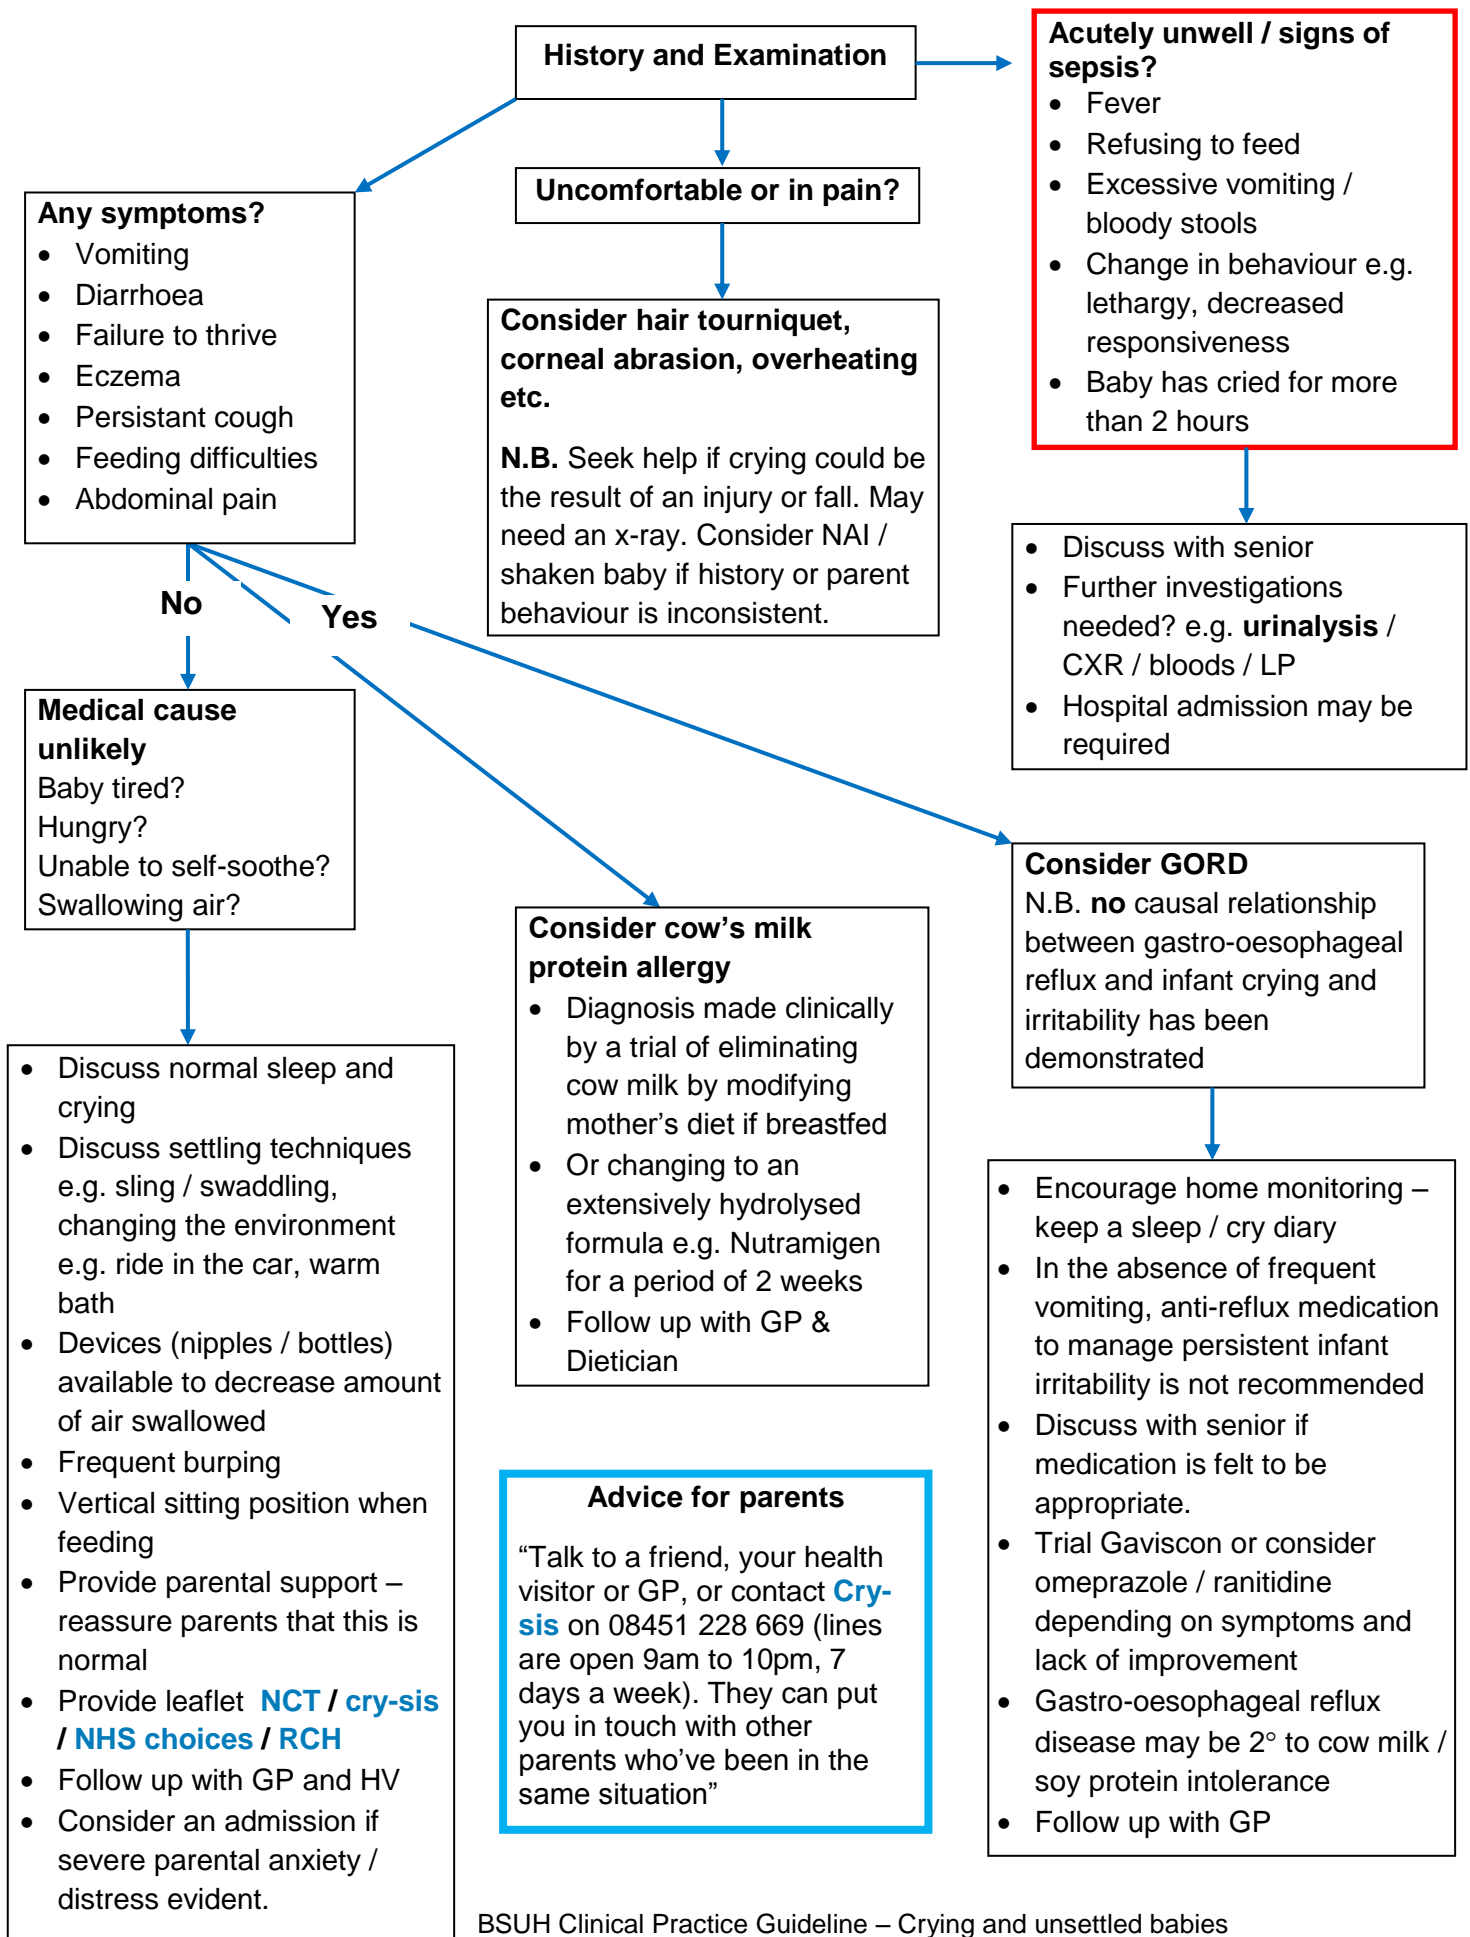 History and Examination
Acutely unwell / signs of
sepsis?
• Fever
• Refusing to feed
• Excessive vomiting /
bloody stools
• Change in behaviour e.g.
lethargy, decreased
responsiveness
• Baby has cried for more
than 2 hours
Any symptoms?
• Vomiting
• Diarrhoea
• Failure to thrive
• Eczema
• Persistant cough
• Feeding difficulties
• Abdominal pain
Uncomfortable or in pain?
Consider hair tourniquet,
corneal abrasion, overheating
etc.
N.B. Seek help if crying could be
the result of an injury or fall. May
need an x-ray. Consider NAI /
shaken baby if history or parent
behaviour is inconsistent.
• Discuss with senior
• Further investigations
needed? e.g. urinalysis /
CXR / bloods / LP
• Hospital admission may be
required
No
Yes
Medical cause
unlikely
Baby tired?
Hungry?
Unable to self-soothe?
Swallowing air?
Consider cow's milk
protein allergy
• Diagnosis made clinically
by a trial of eliminating
cow milk by modifying
mother's diet if breastfed
• Or changing to an
extensively hydrolysed
formula e.g. Nutramigen
for a period of 2 weeks
• Follow up with GP &
Dietician
Consider GORD
N.B. no causal relationship
between gastro-oesophageal
reflux and infant crying and
irritability has been
demonstrated
• Discuss normal sleep and
crying
• Discuss settling techniques
e.g. sling / swaddling,
changing the environment
e.g. ride in the car, warm
bath
• Devices (nipples / bottles)
available to decrease amount
of air swallowed
• Frequent burping
• Vertical sitting position when
feeding
• Provide parental support –
reassure parents that this is
normal
• Provide leaflet NCT / cry-sis
/ NHS choices / RCH
• Follow up with GP and HV
• Consider an admission if
severe parental anxiety /
distress evident.
Advice for parents
“Talk to a friend, your health
visitor or GP, or contact Cry-
sis on 08451 228 669 (lines
are open 9am to 10pm, 7
days a week). They can put
you in touch with other
parents who've been in the
same situation”
• Encourage home monitoring –
keep a sleep / cry diary
• In the absence of frequent
vomiting, anti-reflux medication
to manage persistent infant
irritability is not recommended
• Discuss with senior if
medication is felt to be
appropriate.
• Trial Gaviscon or consider
omeprazole / ranitidine
depending on symptoms and
lack of improvement
• Gastro-oesophageal reflux
disease may be 2° to cow milk /
soy protein intolerance
• Follow up with GP
BSUH Clinical Practice Guideline – Crying and unsettled babies